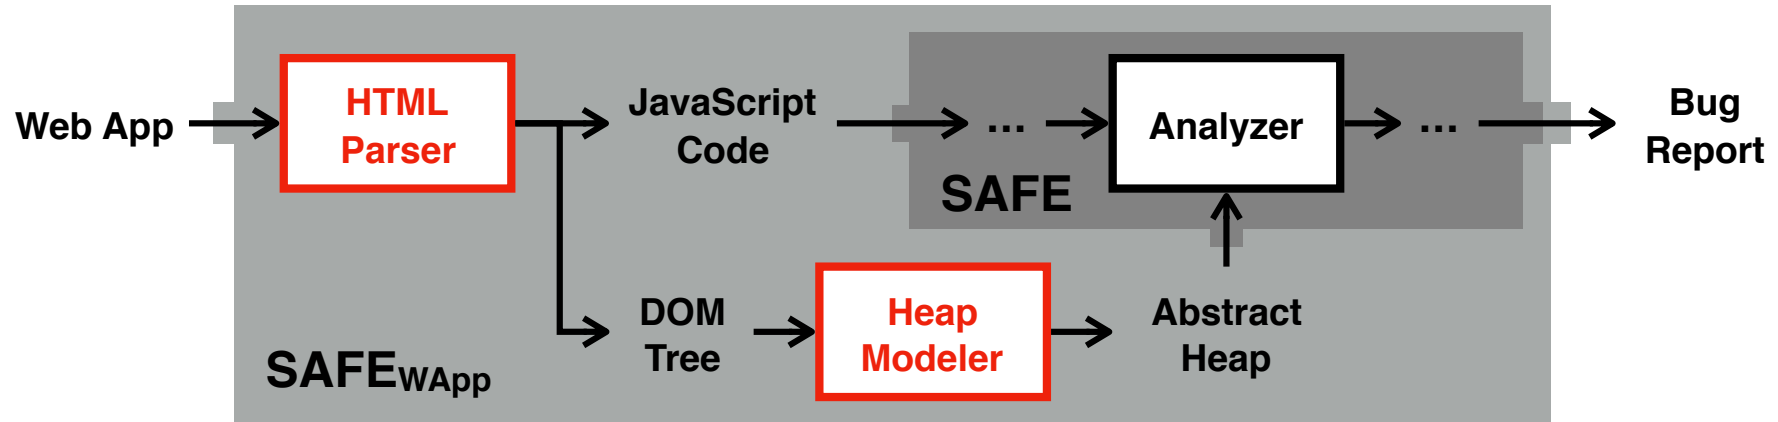 Web App
HTML
Parser
JavaScript
Code
...
Analyzer
...
Bug
Report
SAFE
DOM
Tree
Heap
Modeler
Abstract
Heap
SAFEWApp